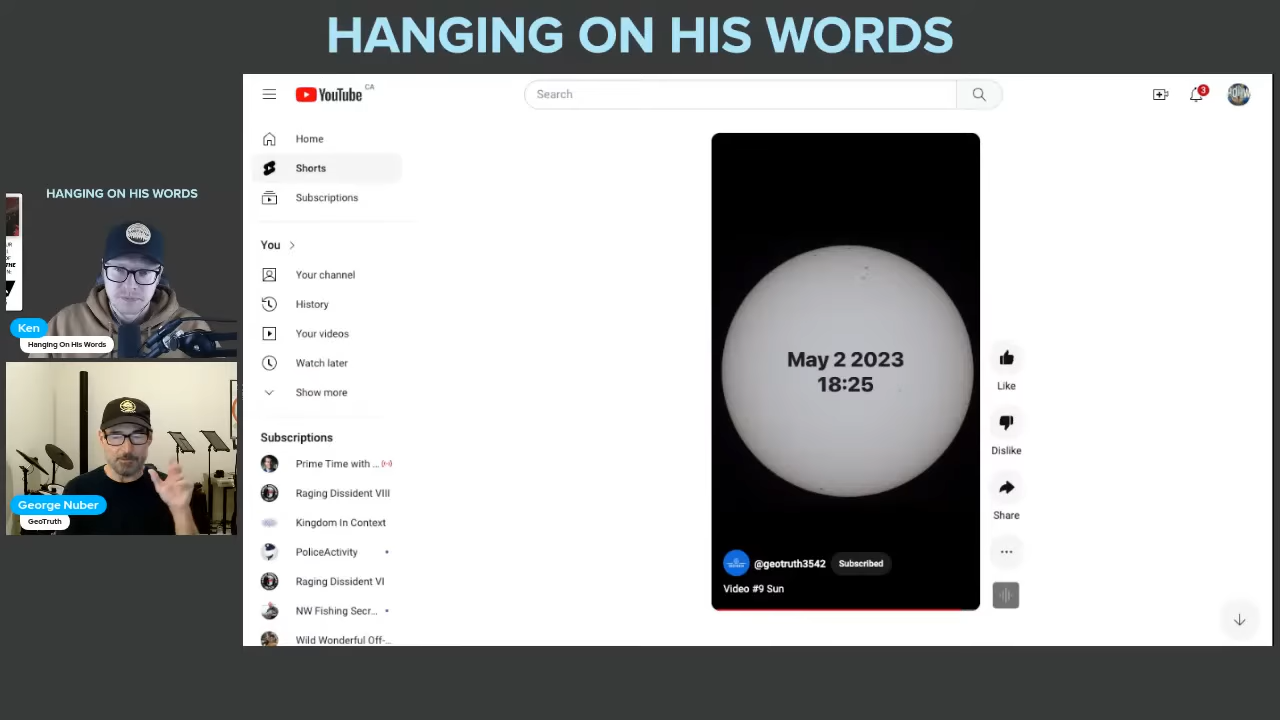 HANGING ON HIS WORDS
HANGING ON HIS WORDS
Ken
Hanging On His Words
George Nuber
GeoTruth
YouTube CA
Search
3
Home
Shorts
Subscriptions
You
Your channel
History
Your videos
Watch later
Show more
Subscriptions
Prime Time with ...
Raging Dissident VIII
Kingdom In Context
PoliceActivity
Raging Dissident VI
NW Fishing Secr...
Wild Wonderful Off-...
May 2 2023
18:25
@geotruth3542 Subscribed
Video #9 Sun
Like
Dislike
Share